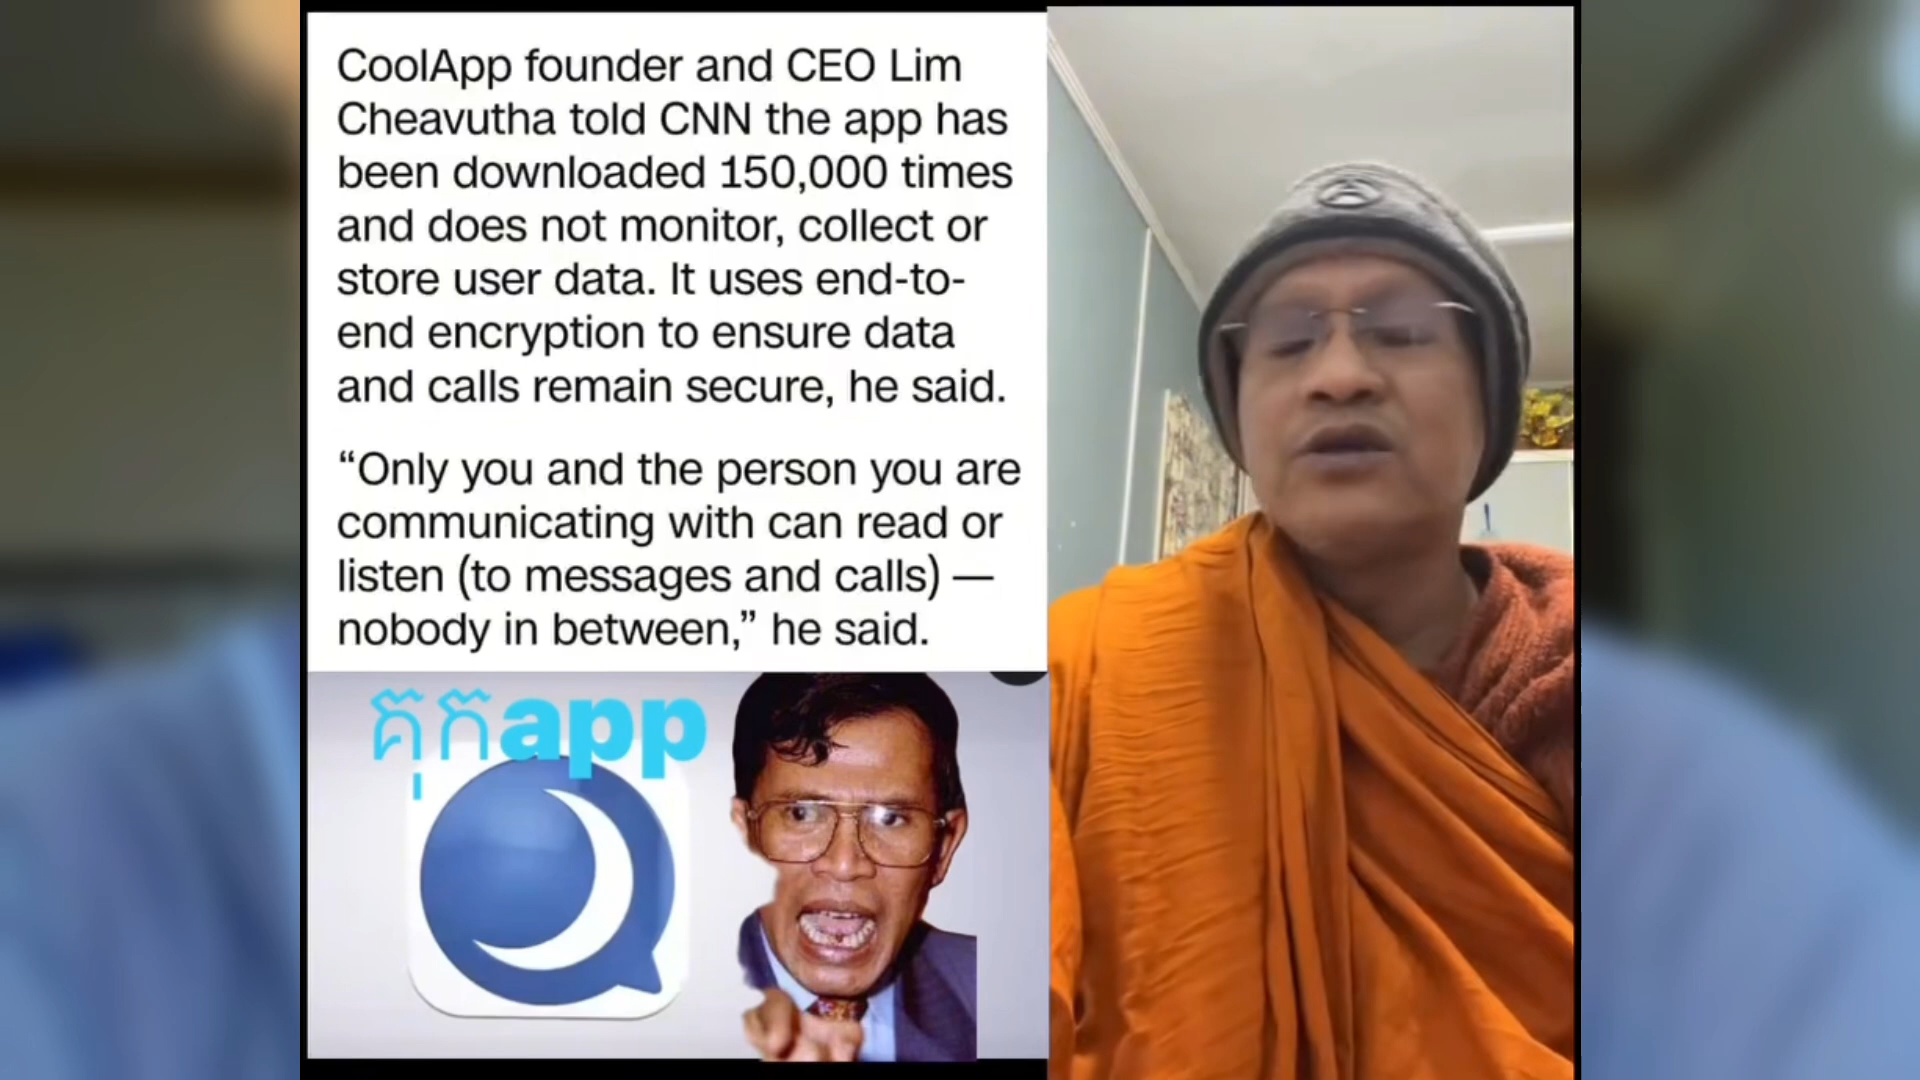 CoolApp founder and CEO Lim
Cheavutha told CNN the app has
been downloaded 150,000 times
and does not monitor, collect or
store user data. It uses end-to-
end encryption to ensure data
and calls remain secure, he said.
“Only you and the person you are
communicating with can read or
listen (to messages and calls) —
nobody in between,” he said.
គុកapp